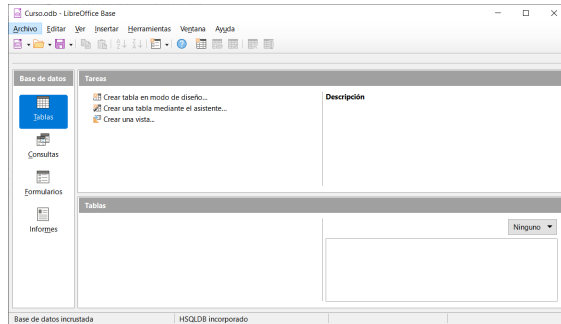 Curso.odb - LibreOffice Base
Archivo Editar Ver Insertar Herramientas Ventana Ayuda
Base de datos
Tareas
Tablas
Consultas
Formularios
Informes
Crear tabla en modo de diseño...
Crear una tabla mediante el asistente...
Crear una vista...
Descripción
Tablas
Ninguno
Base de datos incrustada
HSQLDB incorporado